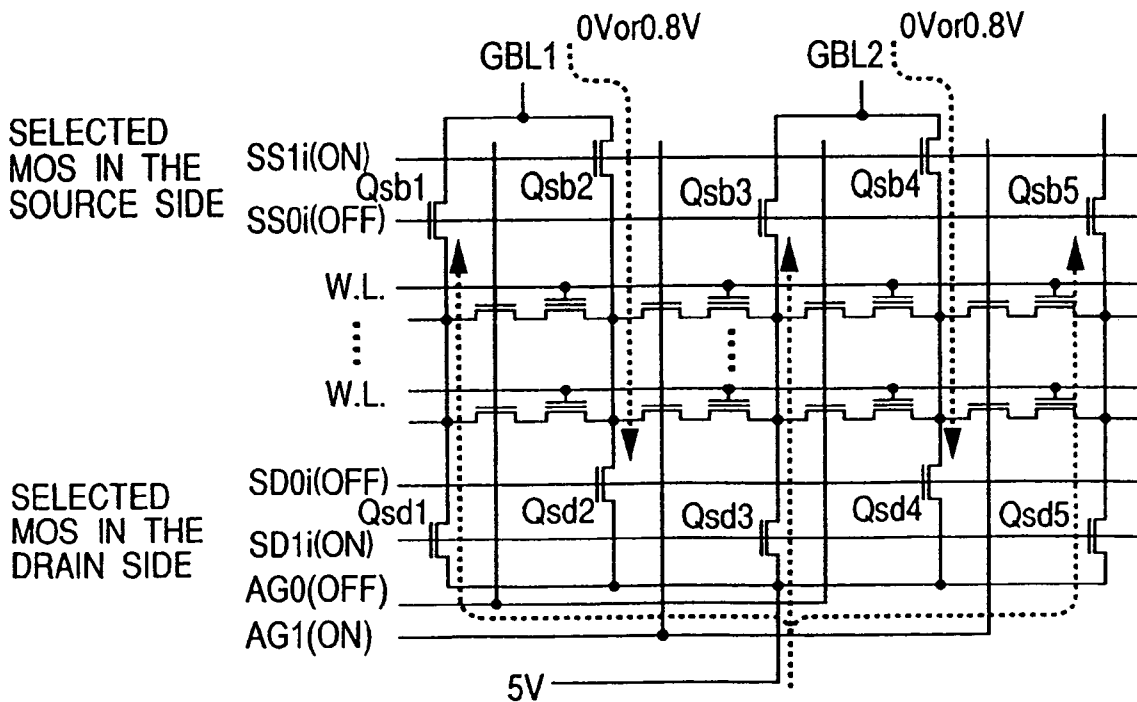 0Vor0.8V 0Vor0.8V
GBL1 GBL2
SELECTED
MOS IN THE
SOURCE SIDE
SS1i(ON)
Qsb1 Qsb2 Qsb3 Qsb4 Qsb5
SS0i(OFF)
W.L.
W.L.
SELECTED
MOS IN THE
DRAIN SIDE
SD0i(OFF)
Qsd1 Qsd2 Qsd3 Qsd4 Qsd5
SD1i(ON)
AG0(OFF)
AG1(ON)
5V